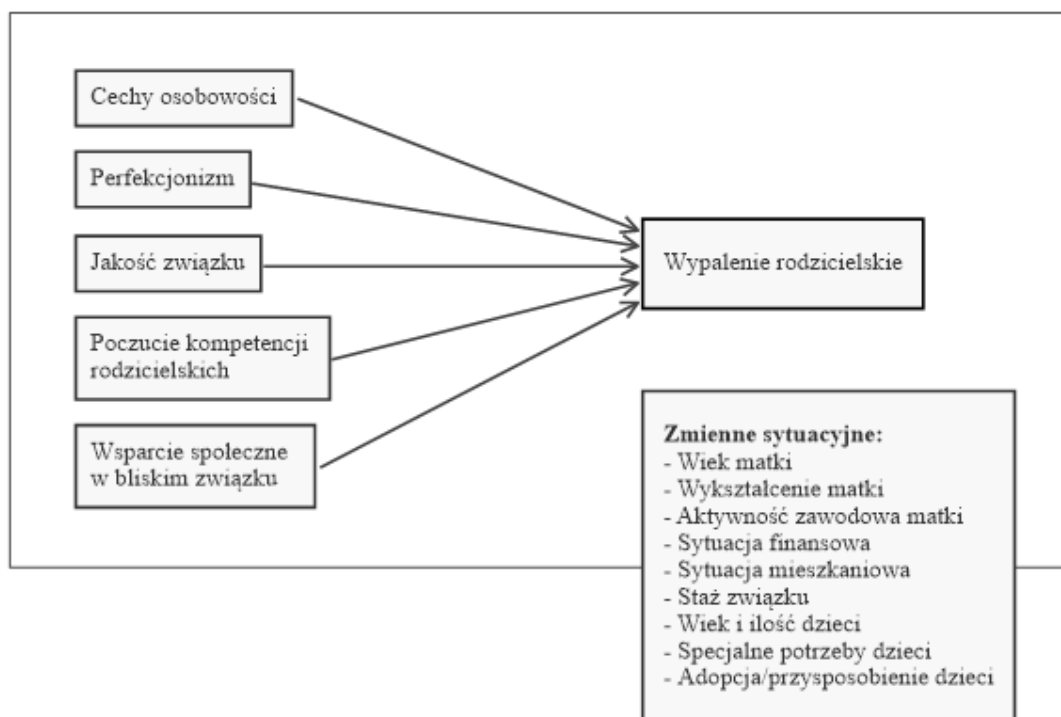 Cechy osobowości
Perfekcjonizm
Jakość związku
Poczucie kompetencji
rodzicielskich
Wsparcie społeczne
w bliskim związku
Wypalenie rodzicielskie
Zmienne sytuacyjne:
- Wiek matki
- Wykształcenie matki
- Aktywność zawodowa matki
- Sytuacja finansowa
- Sytuacja mieszkaniowa
- Staż związku
- Wiek i ilość dzieci
- Specjalne potrzeby dzieci
- Adopcja/przysposobienie dzieci